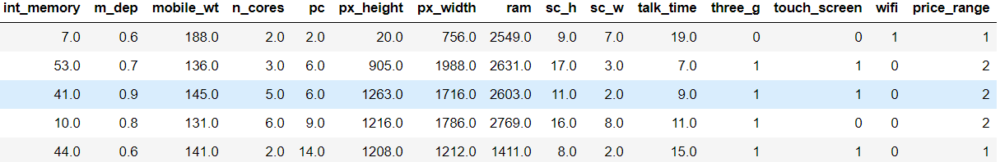 int_memory m_dep mobile_wt n_cores pc px_height px_width ram sc_h sc_w talk_time three_g touch_screen wifi price_range
7.0 0.6 188.0 2.0 2.0 20.0 756.0 2549.0 9.0 7.0 19.0 0 0 1 1
53.0 0.7 136.0 3.0 6.0 905.0 1988.0 2631.0 17.0 3.0 7.0 1 1 0 2
41.0 0.9 145.0 5.0 6.0 1263.0 1716.0 2603.0 11.0 2.0 9.0 1 1 0 2
10.0 0.8 131.0 6.0 9.0 1216.0 1786.0 2769.0 16.0 8.0 11.0 1 0 0 2
44.0 0.6 141.0 2.0 14.0 1208.0 1212.0 1411.0 8.0 2.0 15.0 1 1 0 1